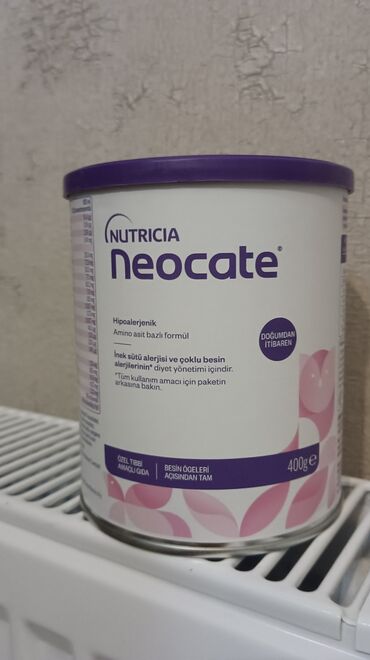 NUTRICIA
neocate®
Hipoalerjenik
Amino asit bazlı formül
DOĞUMDAN
İTİBAREN
İnek sütü alerjisi ve çoklu besin
alerjilerinin* diyet yönetimi içindir.
*Tüm kullanım amacı için paketin
arkasına bakın.
ÖZEL TIBBİ
AMAÇLI GIDA
BESİN ÖGELERİ
AÇISINDAN TAM
400g℮